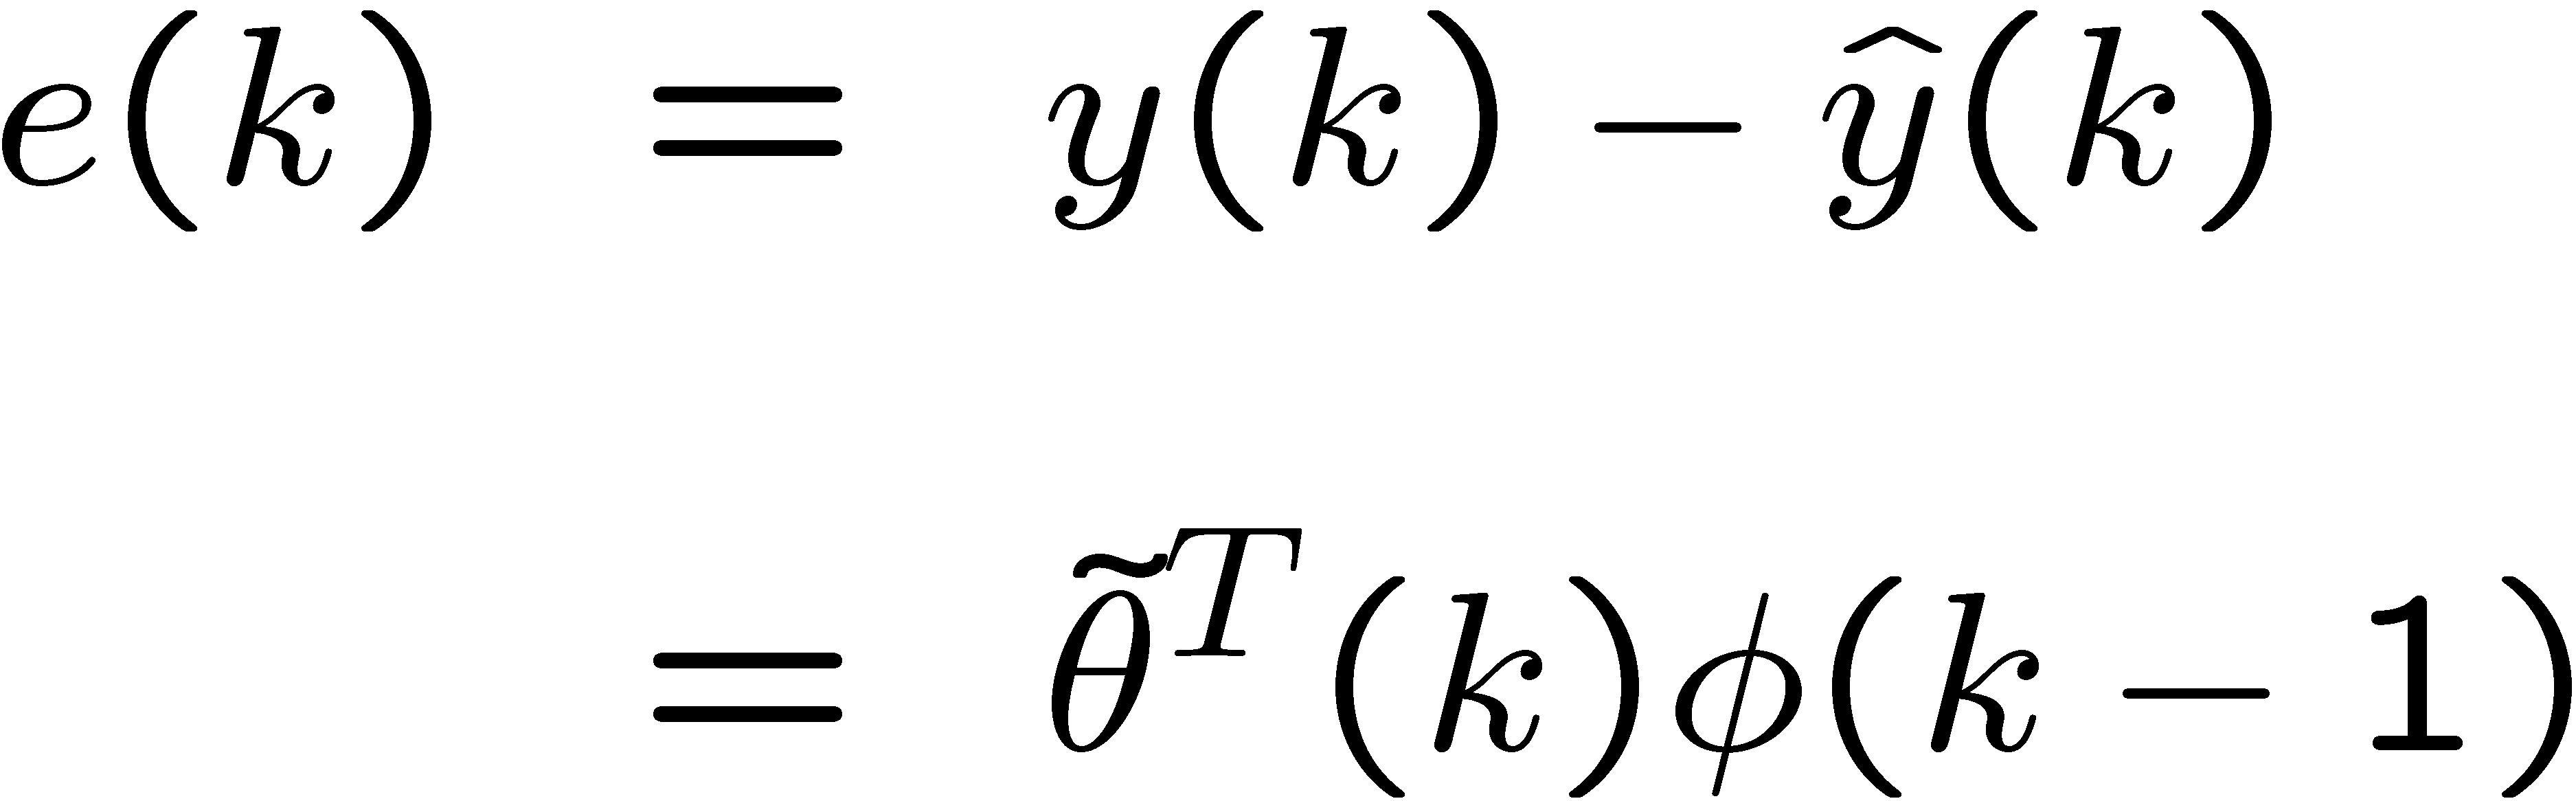 e(k) = y(k) − ŷ(k)
= θ̃ᵀ(k)ϕ(k − 1)